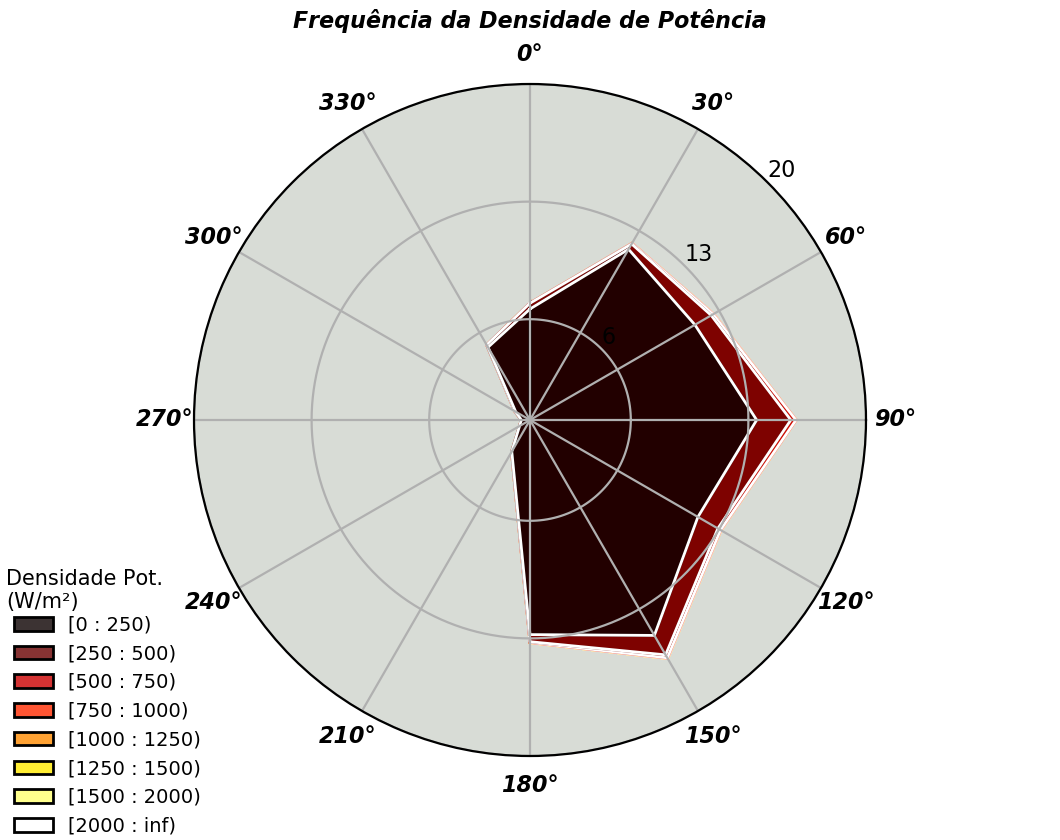 Frequência da Densidade de Potência
0°
330°
30°
20
300°
60°
13
6
270°
90°
Densidade Pot.
(W/m²)
240°
120°
[0 : 250)
[250 : 500)
[500 : 750)
[750 : 1000)
[1000 : 1250)
[1250 : 1500)
[1500 : 2000)
[2000 : inf)
210°
150°
180°